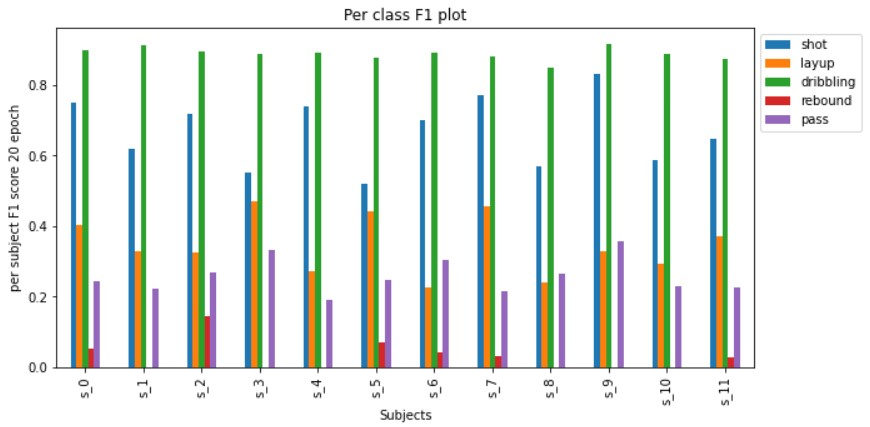 Per class F1 plot
shot
layup
dribbling
rebound
pass
per subject F1 score 20 epoch
0.8
0.6
0.4
0.2
0.0
s_0
s_1
s_2
s_3
s_4
s_5
s_6
s_7
s_8
s_9
s_10
s_11
Subjects